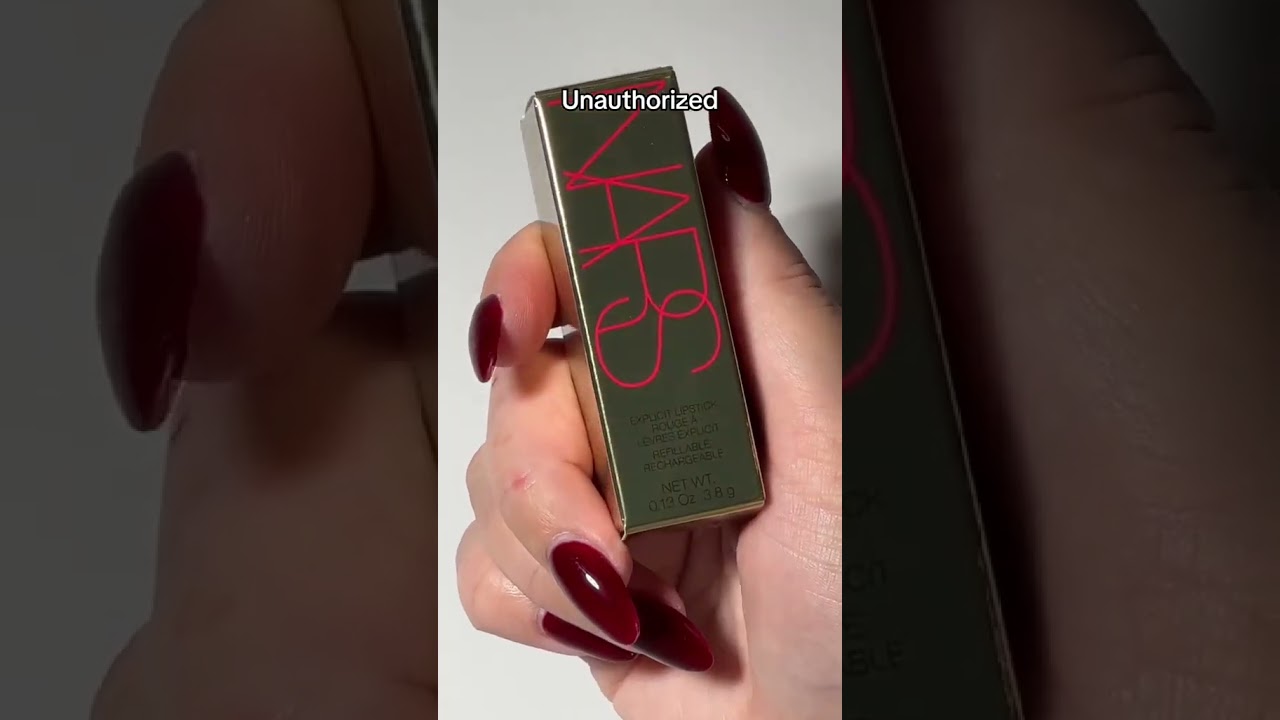 Unauthorized
NARS
EXPLICIT LIPSTICK
ROUGE À
LÈVRES EXPLICIT
REFILLABLE
RECHARGEABLE
NET WT.
0.13 Oz 3.8 g